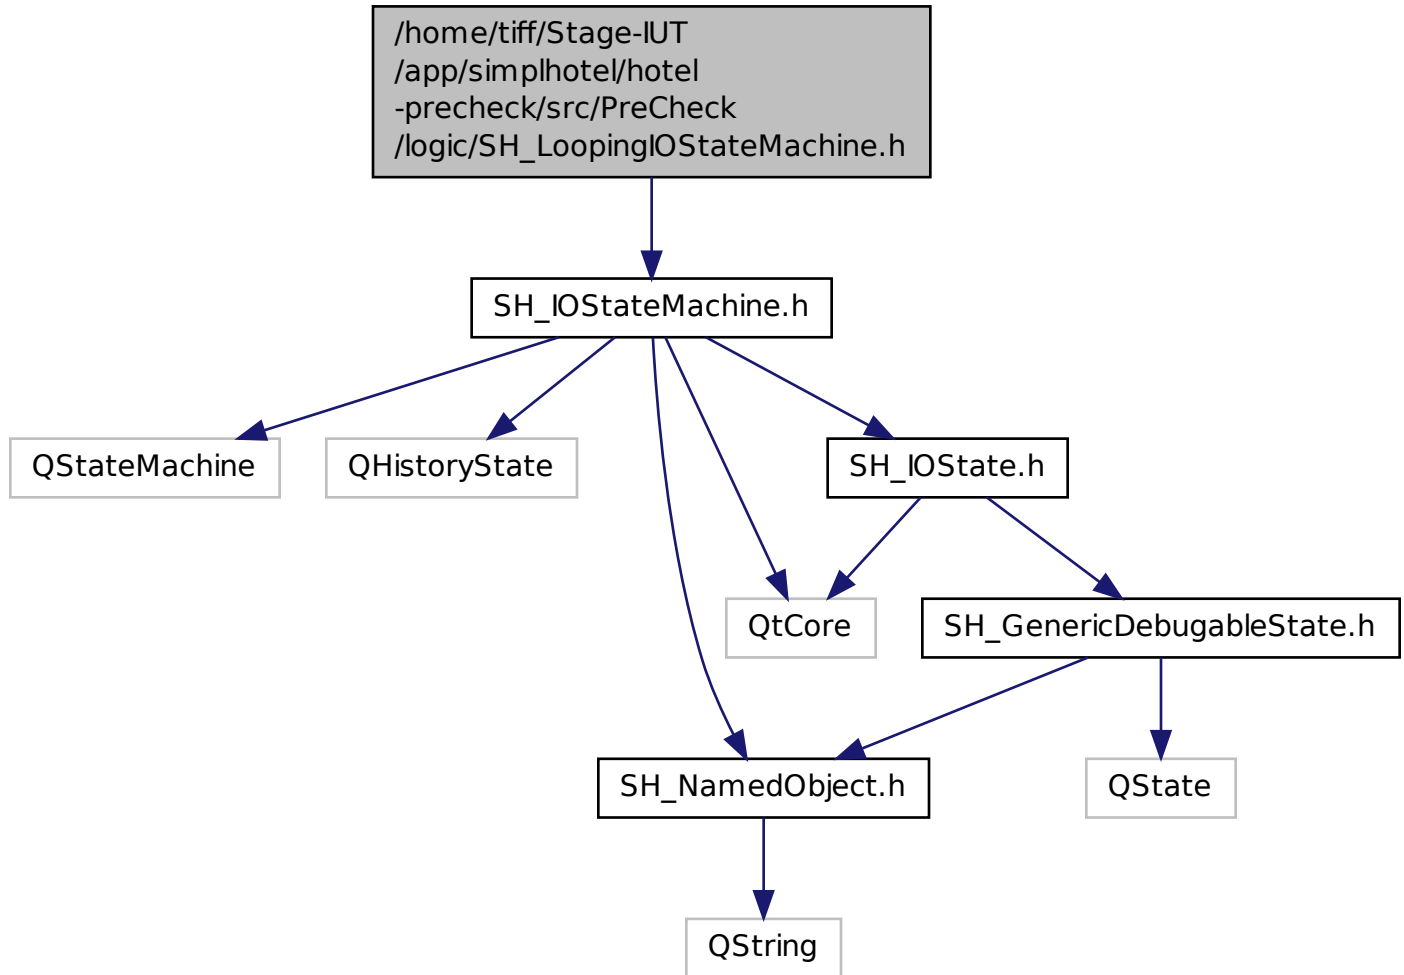 /home/tiff/Stage-IUT
/app/simplhotel/hotel
-precheck/src/PreCheck
/logic/SH_LoopingIOStateMachine.h
SH_IOStateMachine.h
QStateMachine
QHistoryState
SH_IOState.h
QtCore
SH_GenericDebugableState.h
SH_NamedObject.h
QState
QString